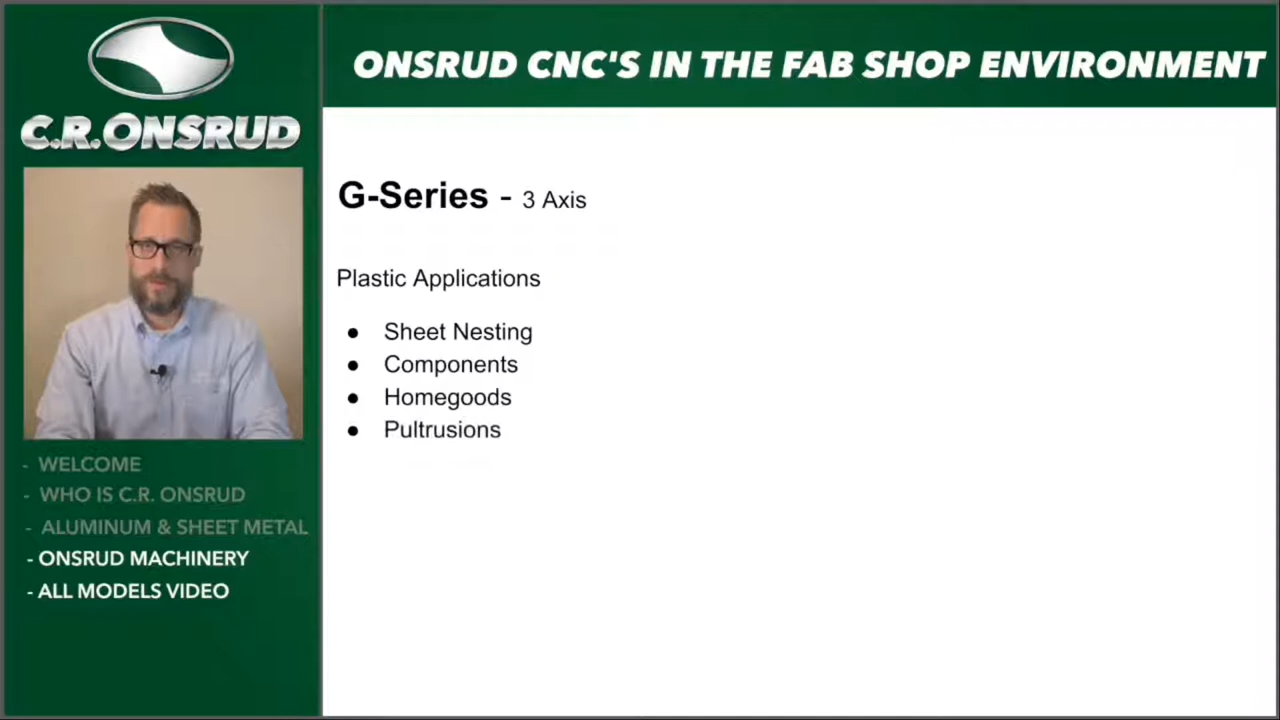 C.R.ONSRUD
ONSRUD CNC'S IN THE FAB SHOP ENVIRONMENT
G-Series - 3 Axis
Plastic Applications
● Sheet Nesting
● Components
● Homegoods
● Pultrusions
- WELCOME
- WHO IS C.R. ONSRUD
- ALUMINUM & SHEET METAL
- ONSRUD MACHINERY
- ALL MODELS VIDEO